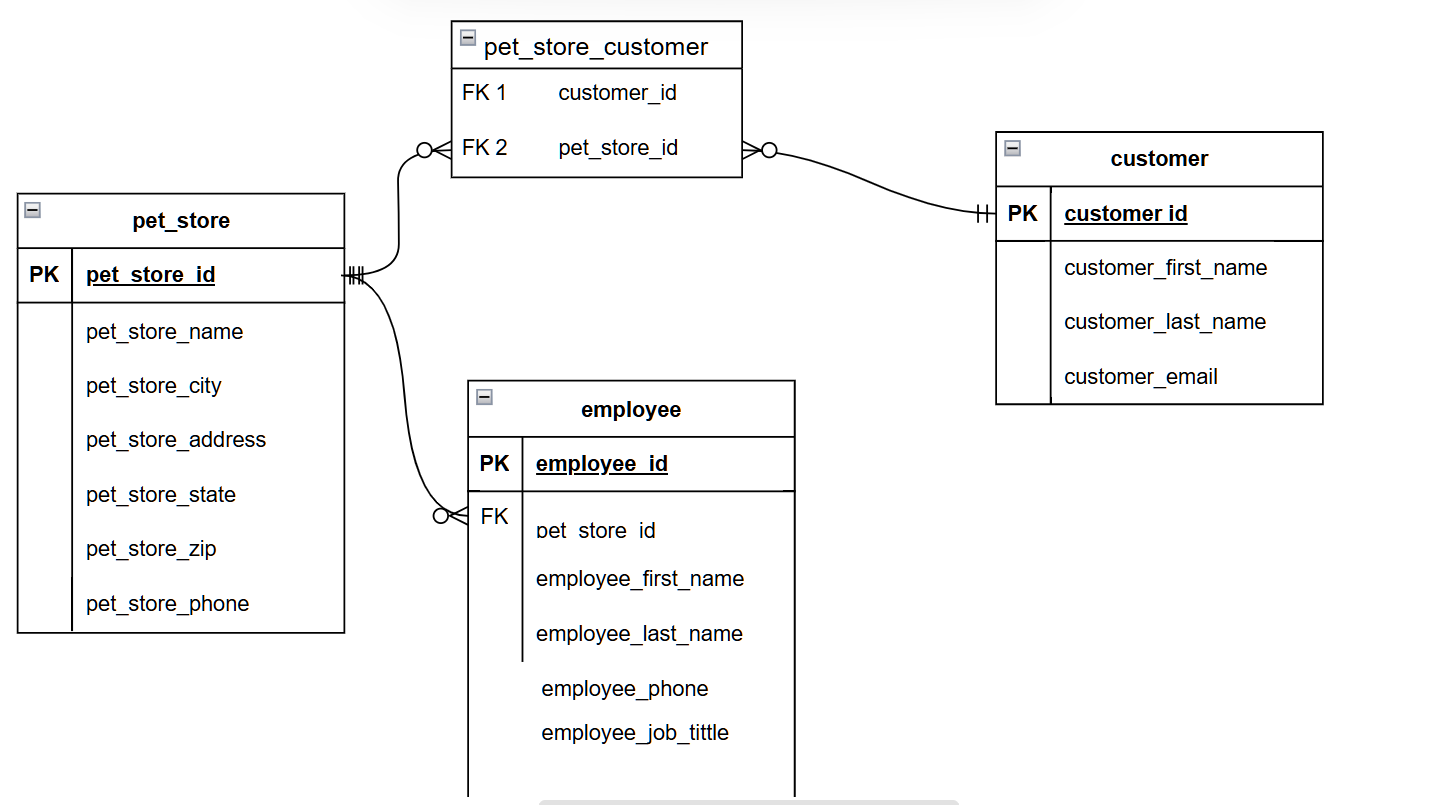 pet_store_customer
FK 1 customer_id
FK 2 pet_store_id
customer
PK customer id
customer_first_name
customer_last_name
customer_email
pet_store
PK pet_store_id
pet_store_name
pet_store_city
pet_store_address
pet_store_state
pet_store_zip
pet_store_phone
employee
PK employee_id
FK pet_store_id
employee_first_name
employee_last_name
employee_phone
employee_job_tittle